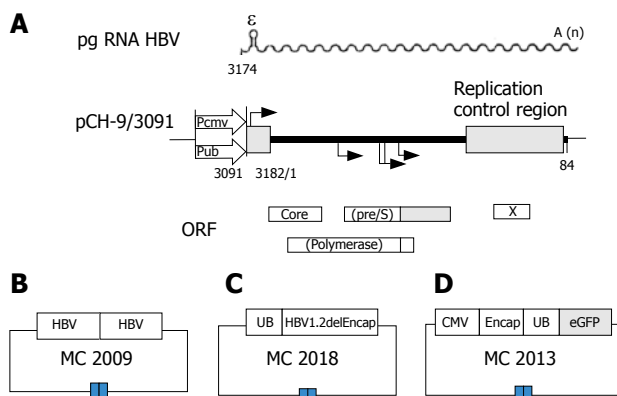 A
ε
pg RNA HBV
A (n)
3174
Replication
control region
pCH-9/3091
Pcmv
Pub
3091
3182/1
84
Core
(pre/S)
X
ORF
(Polymerase)
B
C
D
HBV HBV
UB HBV1.2delEncap
CMV Encap UB eGFP
MC 2009
MC 2018
MC 2013